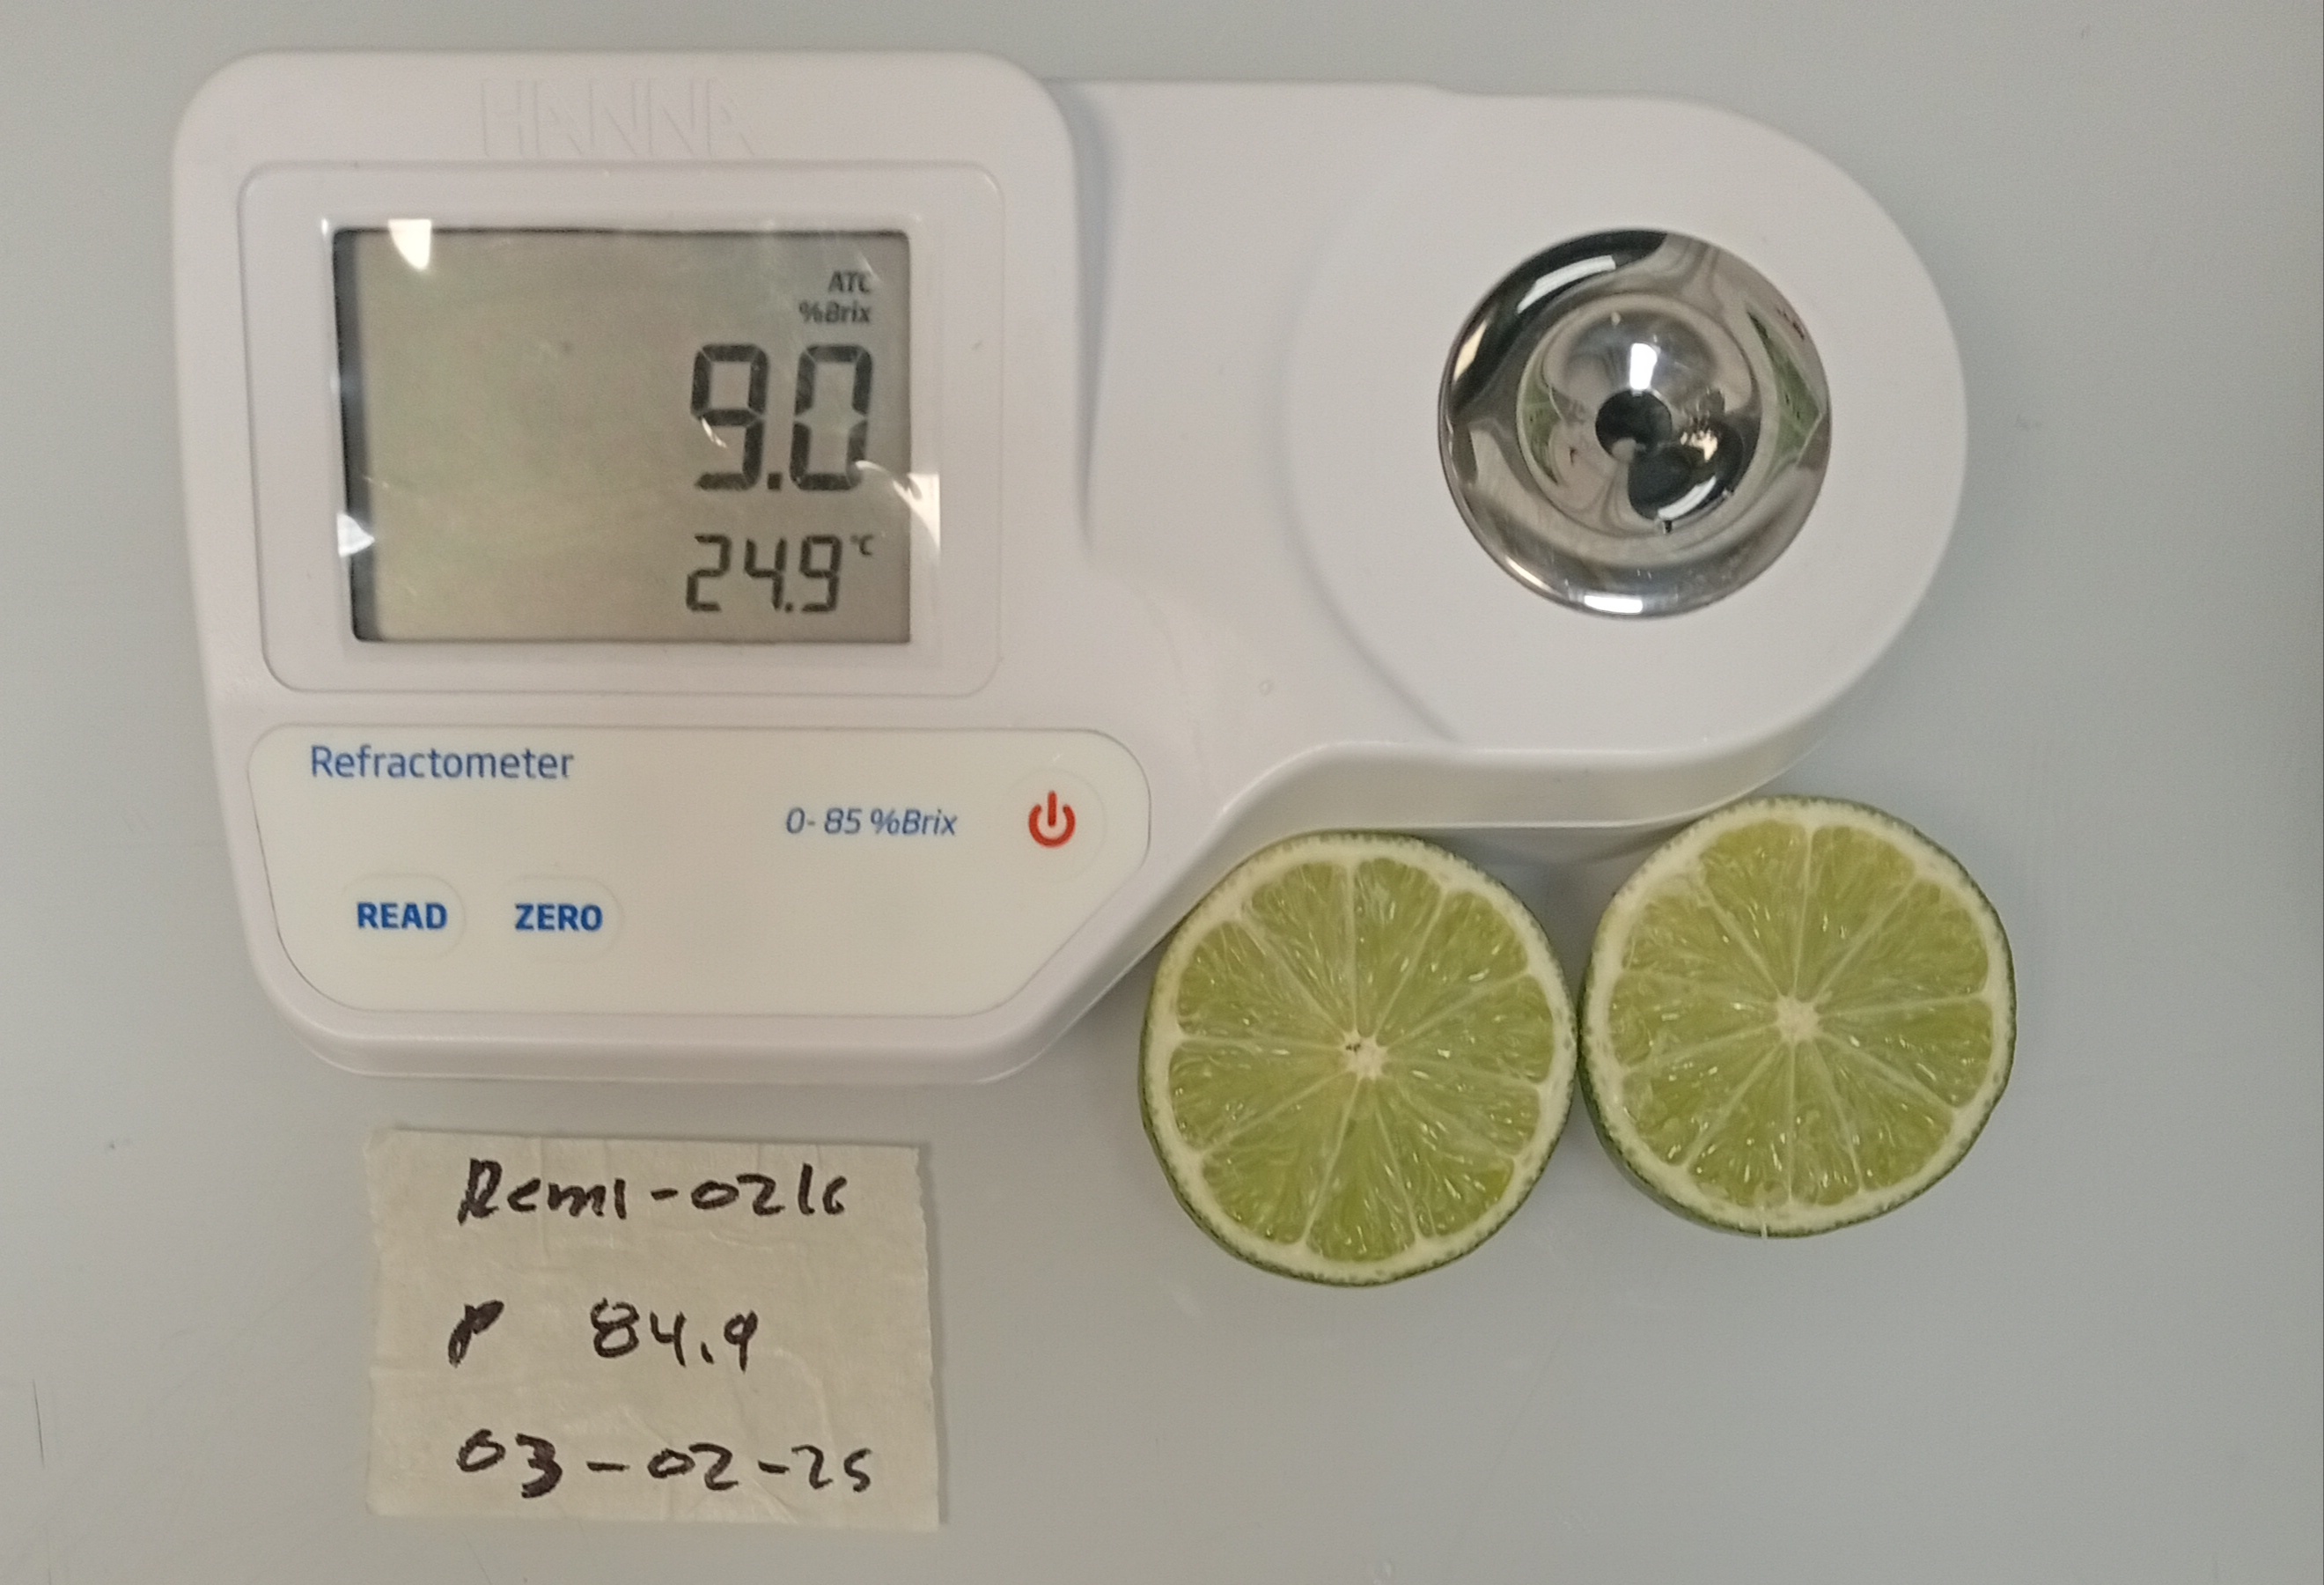 HANNA
ATC
%Brix
9.0
24.9°C
Refractometer
0-85 %Brix
READ ZERO
Remi-0216
P 84.9
03-02-25